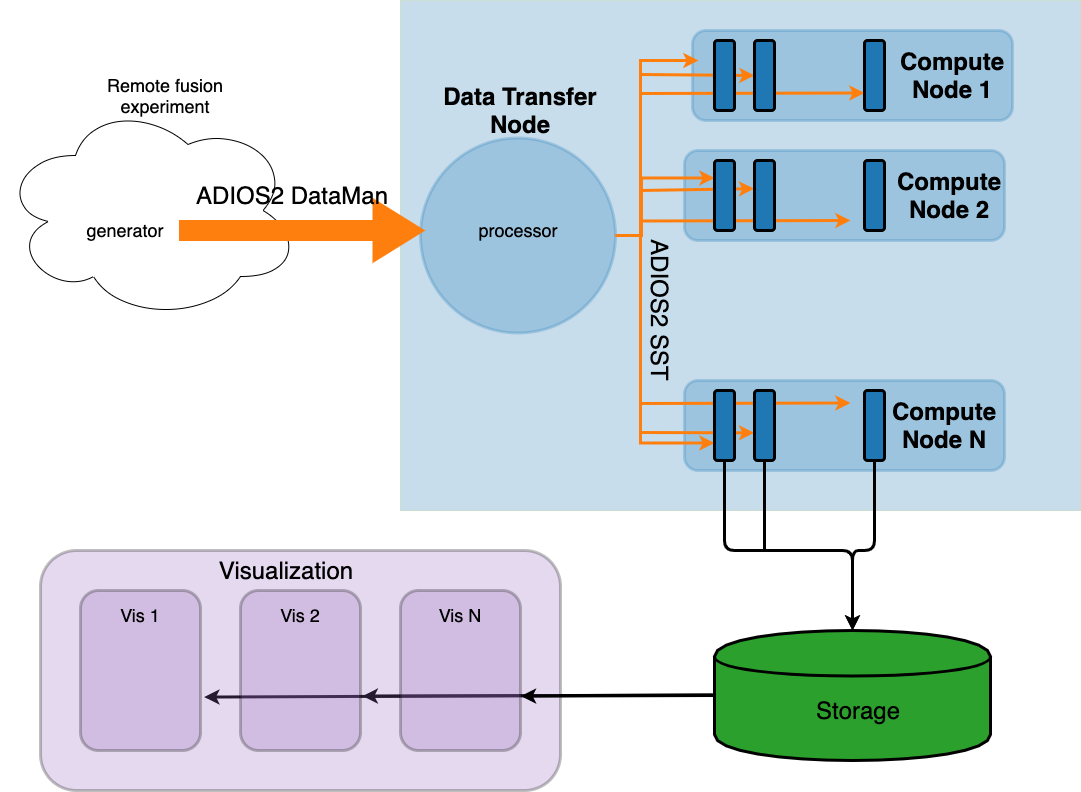 Remote fusion
experiment
generator
ADIOS2 DataMan
Data Transfer
Node
processor
ADIOS2 SST
Compute
Node 1
Compute
Node 2
Compute
Node N
Visualization
Vis 1
Vis 2
Vis N
Storage